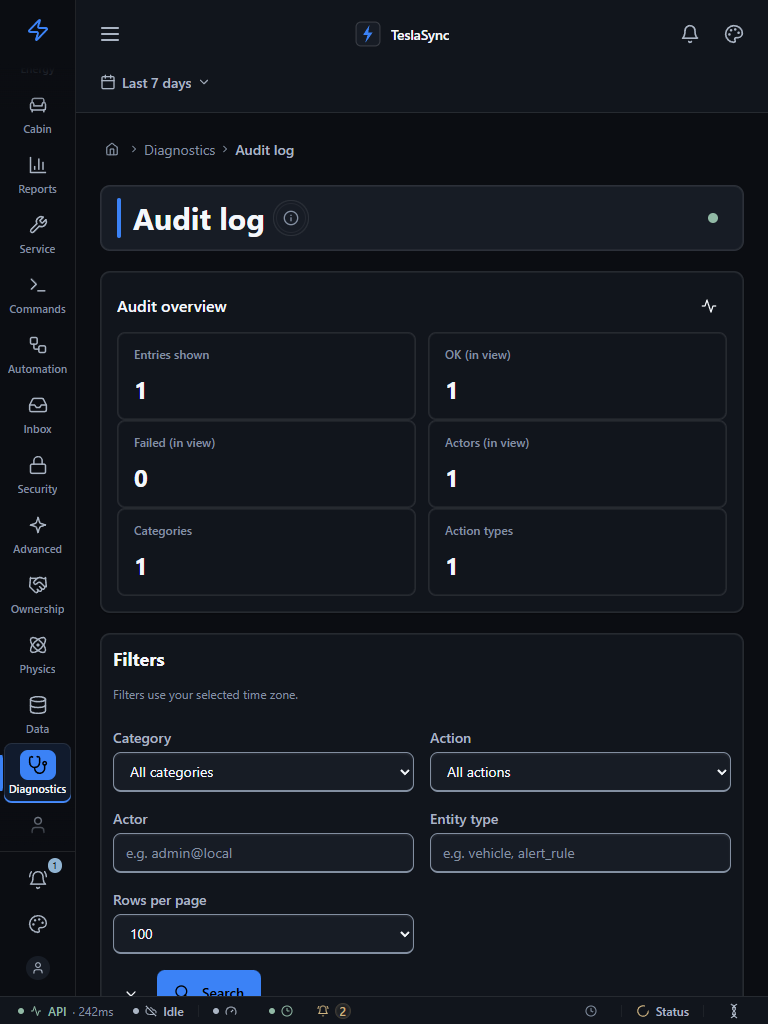 TeslaSync
Last 7 days
Energy
Cabin
Reports
Service
Commands
Automation
Inbox
Security
Advanced
Ownership
Physics
Data
Diagnostics
1
Diagnostics
Audit log
Audit log
Audit overview
Entries shown
1
OK (in view)
1
Failed (in view)
0
Actors (in view)
1
Categories
1
Action types
1
Filters
Filters use your selected time zone.
Category
Action
All categories
All actions
Actor
Entity type
e.g. admin@local
e.g. vehicle, alert_rule
Rows per page
100
Search
API · 242ms
Idle
2
Status